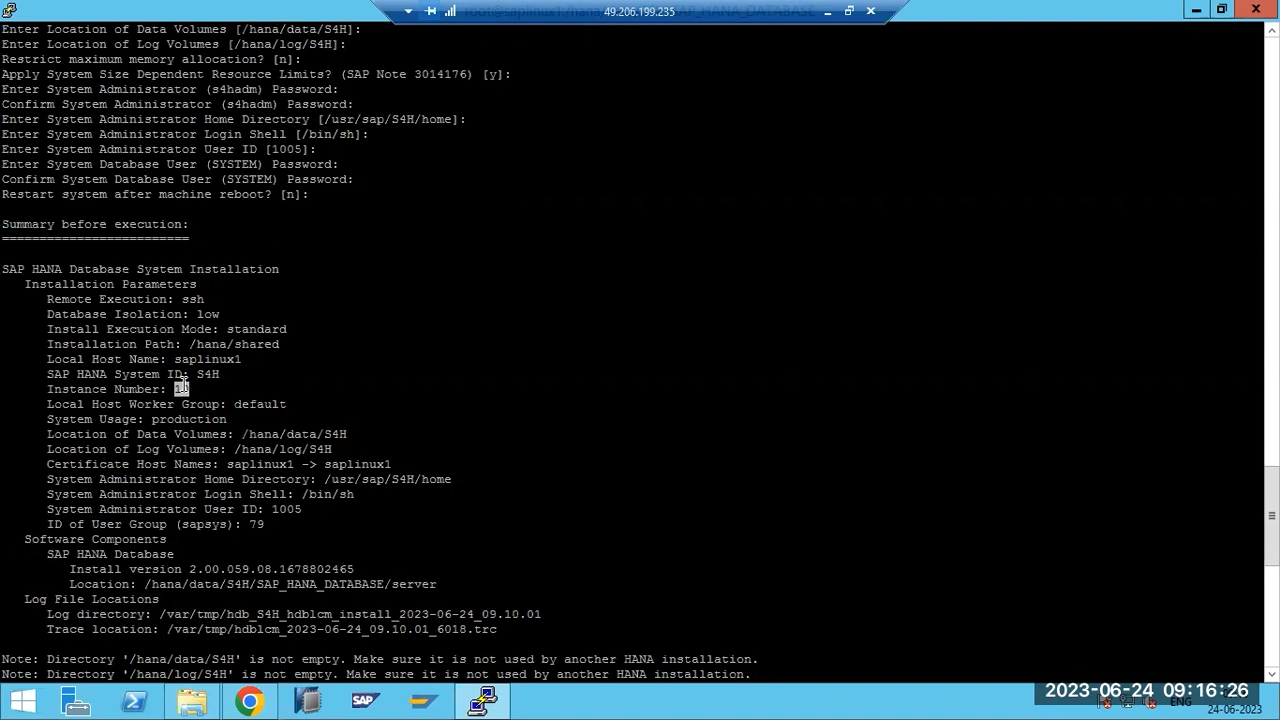 root@saplinux1:/hana SAP_HANA_DATABASE
49.206.199.235
Enter Location of Data Volumes [/hana/data/S4H]:
Enter Location of Log Volumes [/hana/log/S4H]:
Restrict maximum memory allocation? [n]:
Apply System Size Dependent Resource Limits? (SAP Note 3014176) [y]:
Enter System Administrator (s4hadm) Password:
Confirm System Administrator (s4hadm) Password:
Enter System Administrator Home Directory [/usr/sap/S4H/home]:
Enter System Administrator Login Shell [/bin/sh]:
Enter System Administrator User ID [1005]:
Enter System Database User (SYSTEM) Password:
Confirm System Database User (SYSTEM) Password:
Restart system after machine reboot? [n]:
Summary before execution:
=========================
SAP HANA Database System Installation
Installation Parameters
Remote Execution: ssh
Database Isolation: low
Install Execution Mode: standard
Installation Path: /hana/shared
Local Host Name: saplinux1
SAP HANA System ID: S4H
Instance Number:
Local Host Worker Group: default
System Usage: production
Location of Data Volumes: /hana/data/S4H
Location of Log Volumes: /hana/log/S4H
Certificate Host Names: saplinux1 -> saplinux1
System Administrator Home Directory: /usr/sap/S4H/home
System Administrator Login Shell: /bin/sh
System Administrator User ID: 1005
ID of User Group (sapsys): 79
Software Components
SAP HANA Database
Install version 2.00.059.08.1678802465
Location: /hana/data/S4H/SAP_HANA_DATABASE/server
Log File Locations
Log directory: /var/tmp/hdb_S4H_hdblcm_install_2023-06-24_09.10.01
Trace location: /var/tmp/hdblcm_2023-06-24_09.10.01_6018.trc
Note: Directory '/hana/data/S4H' is not empty. Make sure it is not used by another HANA installation.
Note: Directory '/hana/log/S4H' is not empty. Make sure it is not used by another HANA installation.
SAP
2023-06-24 09:16:26
ENG
24-06-2023